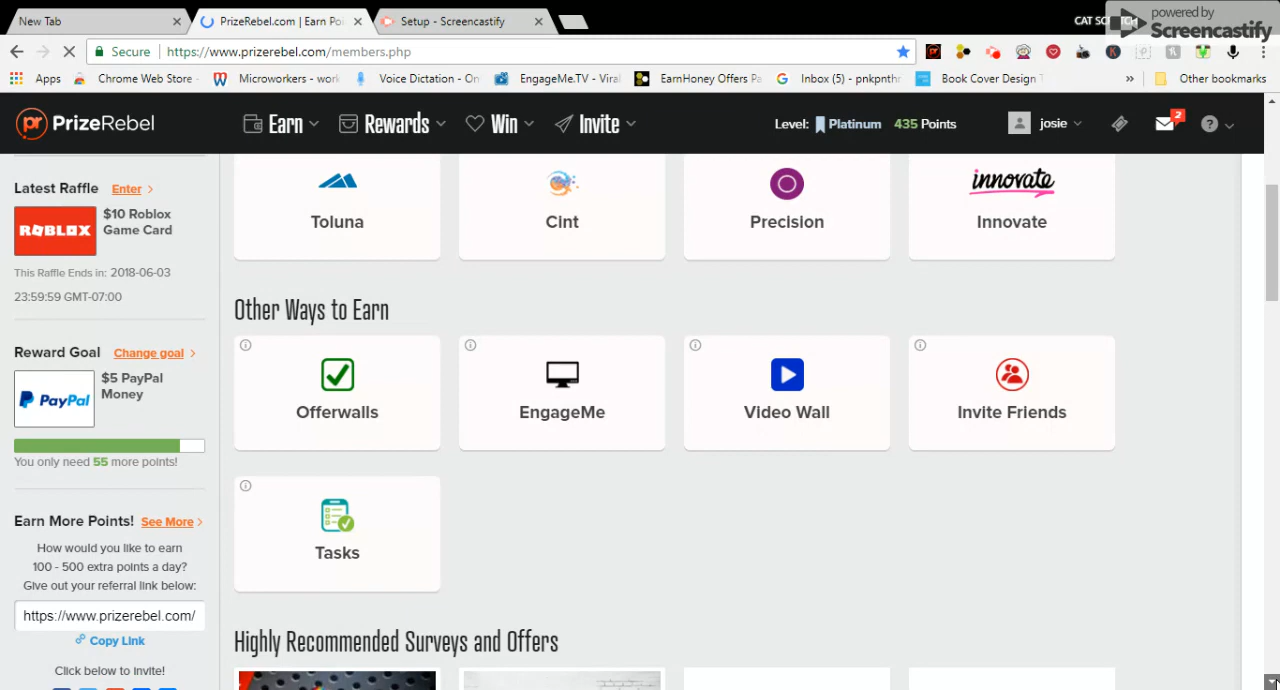 New Tab
PrizeRebel.com | Earn Poi
Setup - Screencastify
powered by
Screencastify
Secure
https://www.prizerebel.com/members.php
Apps
Chrome Web Store
Microworkers - work
Voice Dictation - On
EngageMe.TV - Viral
EarnHoney Offers Pa
Inbox (5) - pnkpnthr
Book Cover Design T
»
Other bookmarks
pr PrizeRebel
Earn
Rewards
Win
Invite
Level: Platinum
435 Points
josie
2
?
Latest Raffle Enter >
ROBLOX
$10 Roblox
Game Card
This Raffle Ends in: 2018-06-03
23:59:59 GMT-07:00
Reward Goal Change goal >
PayPal
$5 PayPal
Money
You only need 55 more points!
Earn More Points! See More >
How would you like to earn
100 - 500 extra points a day?
Give out your referral link below:
https://www.prizerebel.com/
Copy Link
Click below to invite!
Toluna
Cint
Precision
innovate
Innovate
Other Ways to Earn
Offerwalls
EngageMe
Video Wall
Invite Friends
Tasks
Highly Recommended Surveys and Offers